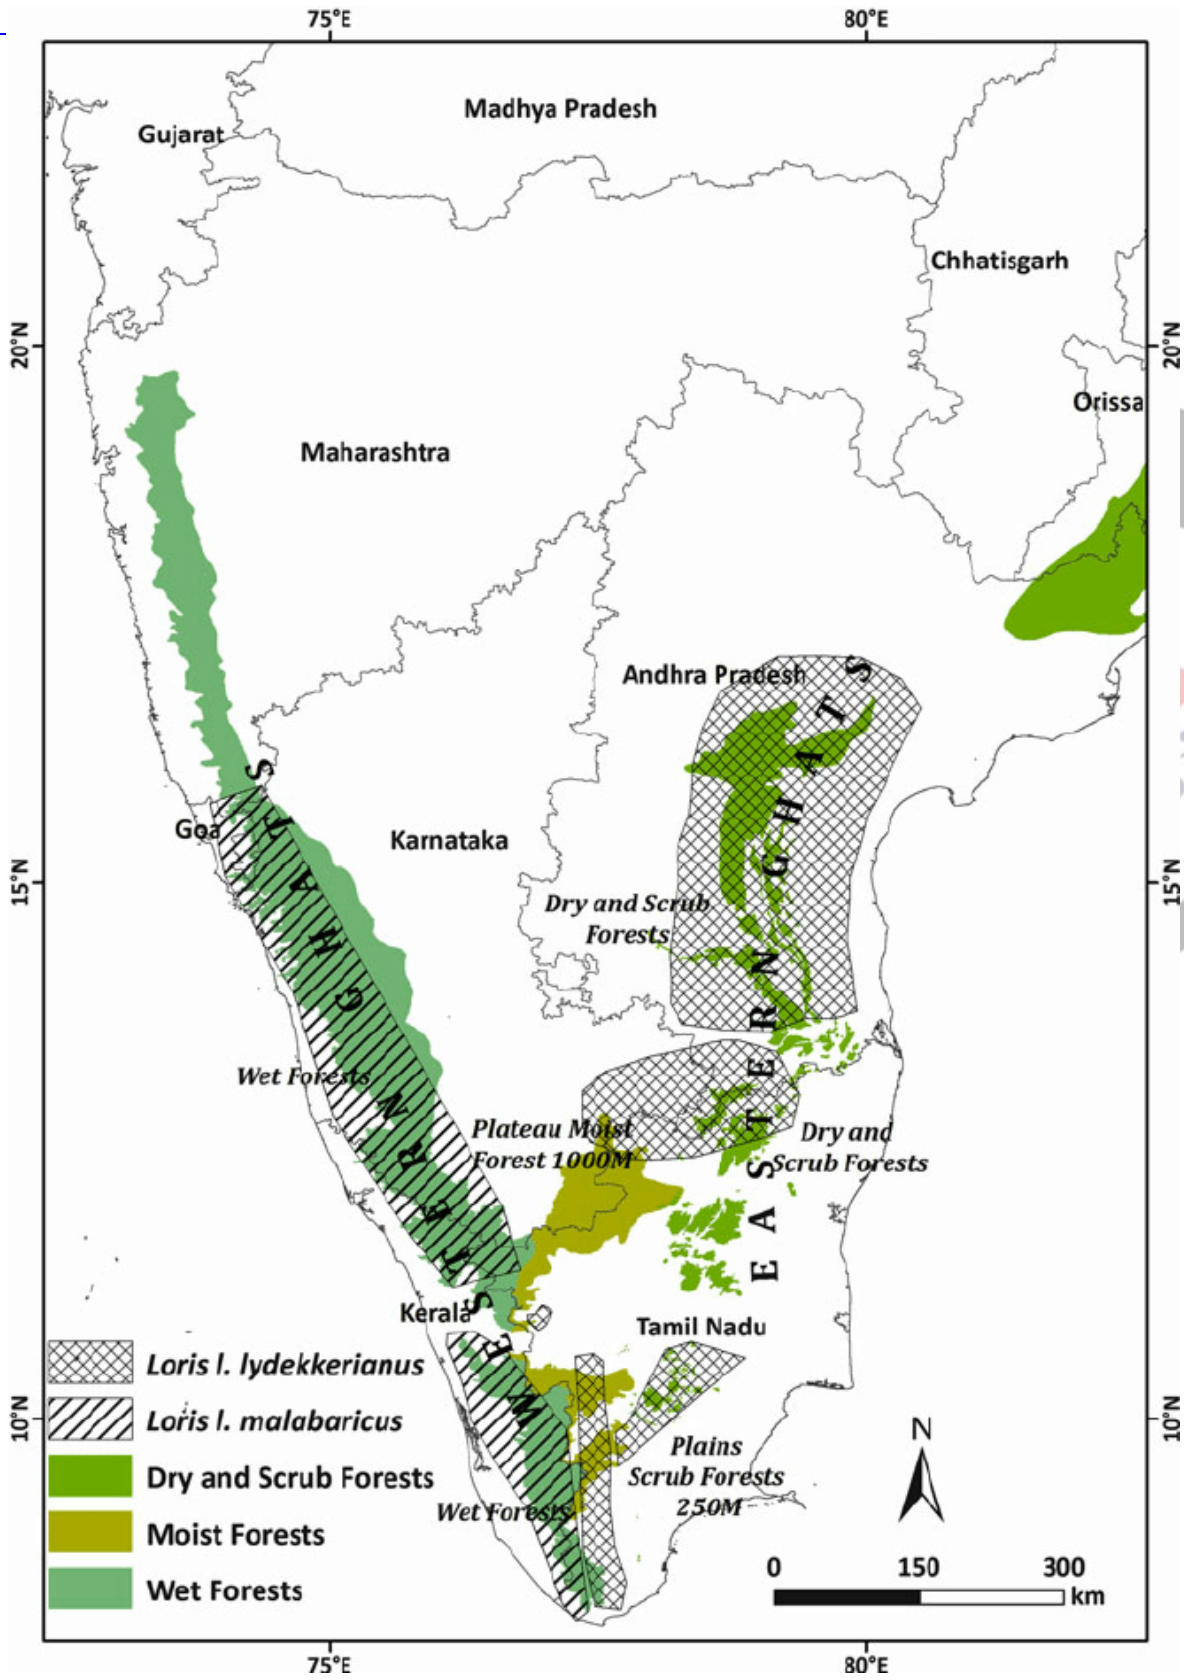 75°E
80°E
Madhya Pradesh
Gujarat
Chhatisgarh
20°N
20°N
Orissa
Maharashtra
Andhra Pradesh
Goa
Karnataka
15°N
15°N
Dry and Scrub
Forests
WESTERN GHATS
EASTERN GHATS
Wet Forests
Plateau Moist
Forest 1000M
Dry and
Scrub Forests
Kerala
Tamil Nadu
Loris l. lydekkerianus
Loris l. malabaricus
Dry and Scrub Forests
Moist Forests
Wet Forests
10°N
10°N
Plains
Scrub Forests
250M
Wet Forests
N
0 150 300
km
75°E
80°E